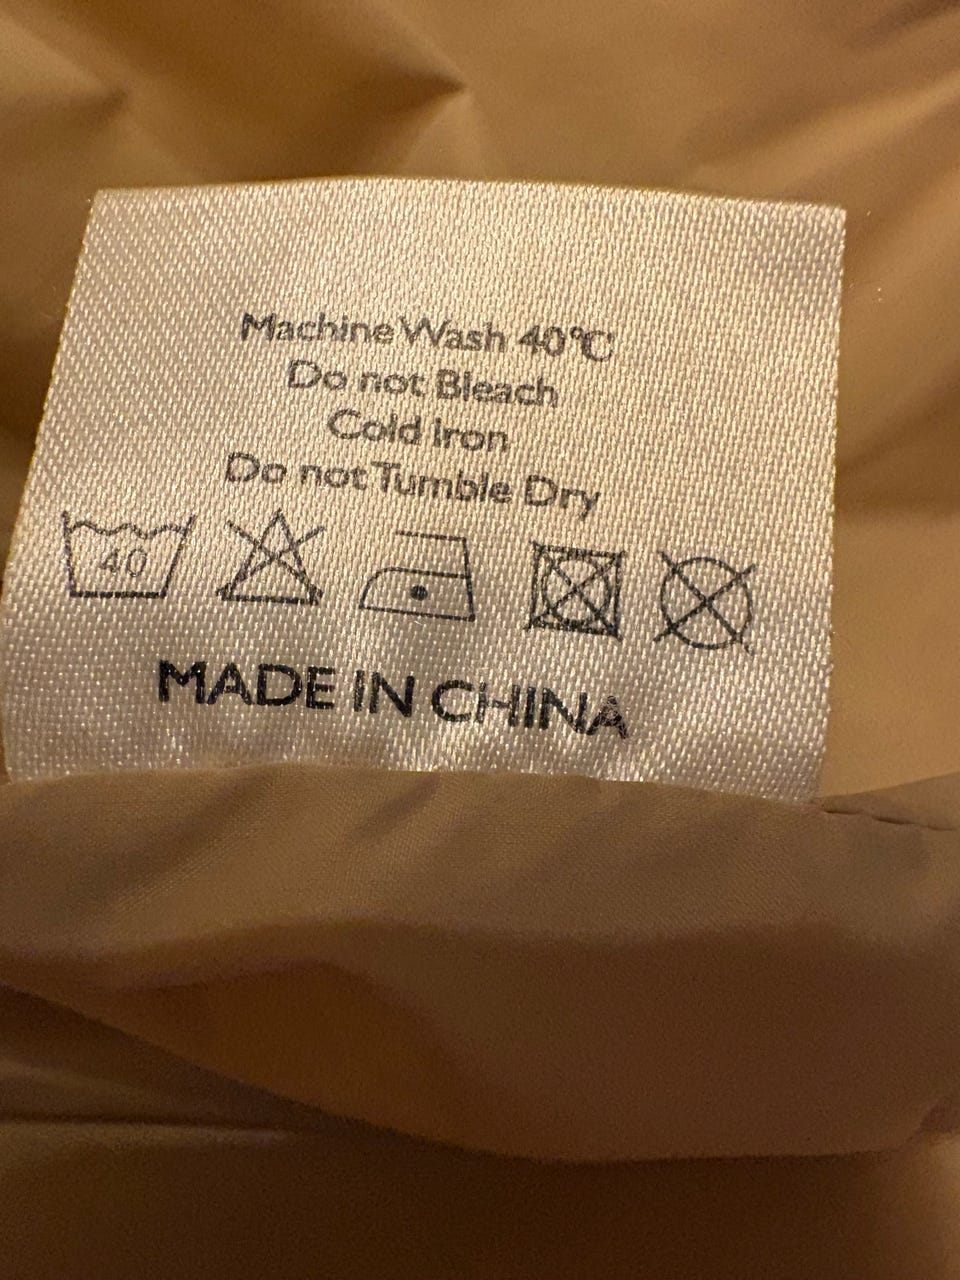 Machine Wash 40°C
Do not Bleach
Cold Iron
Do not Tumble Dry
40
MADE IN CHINA